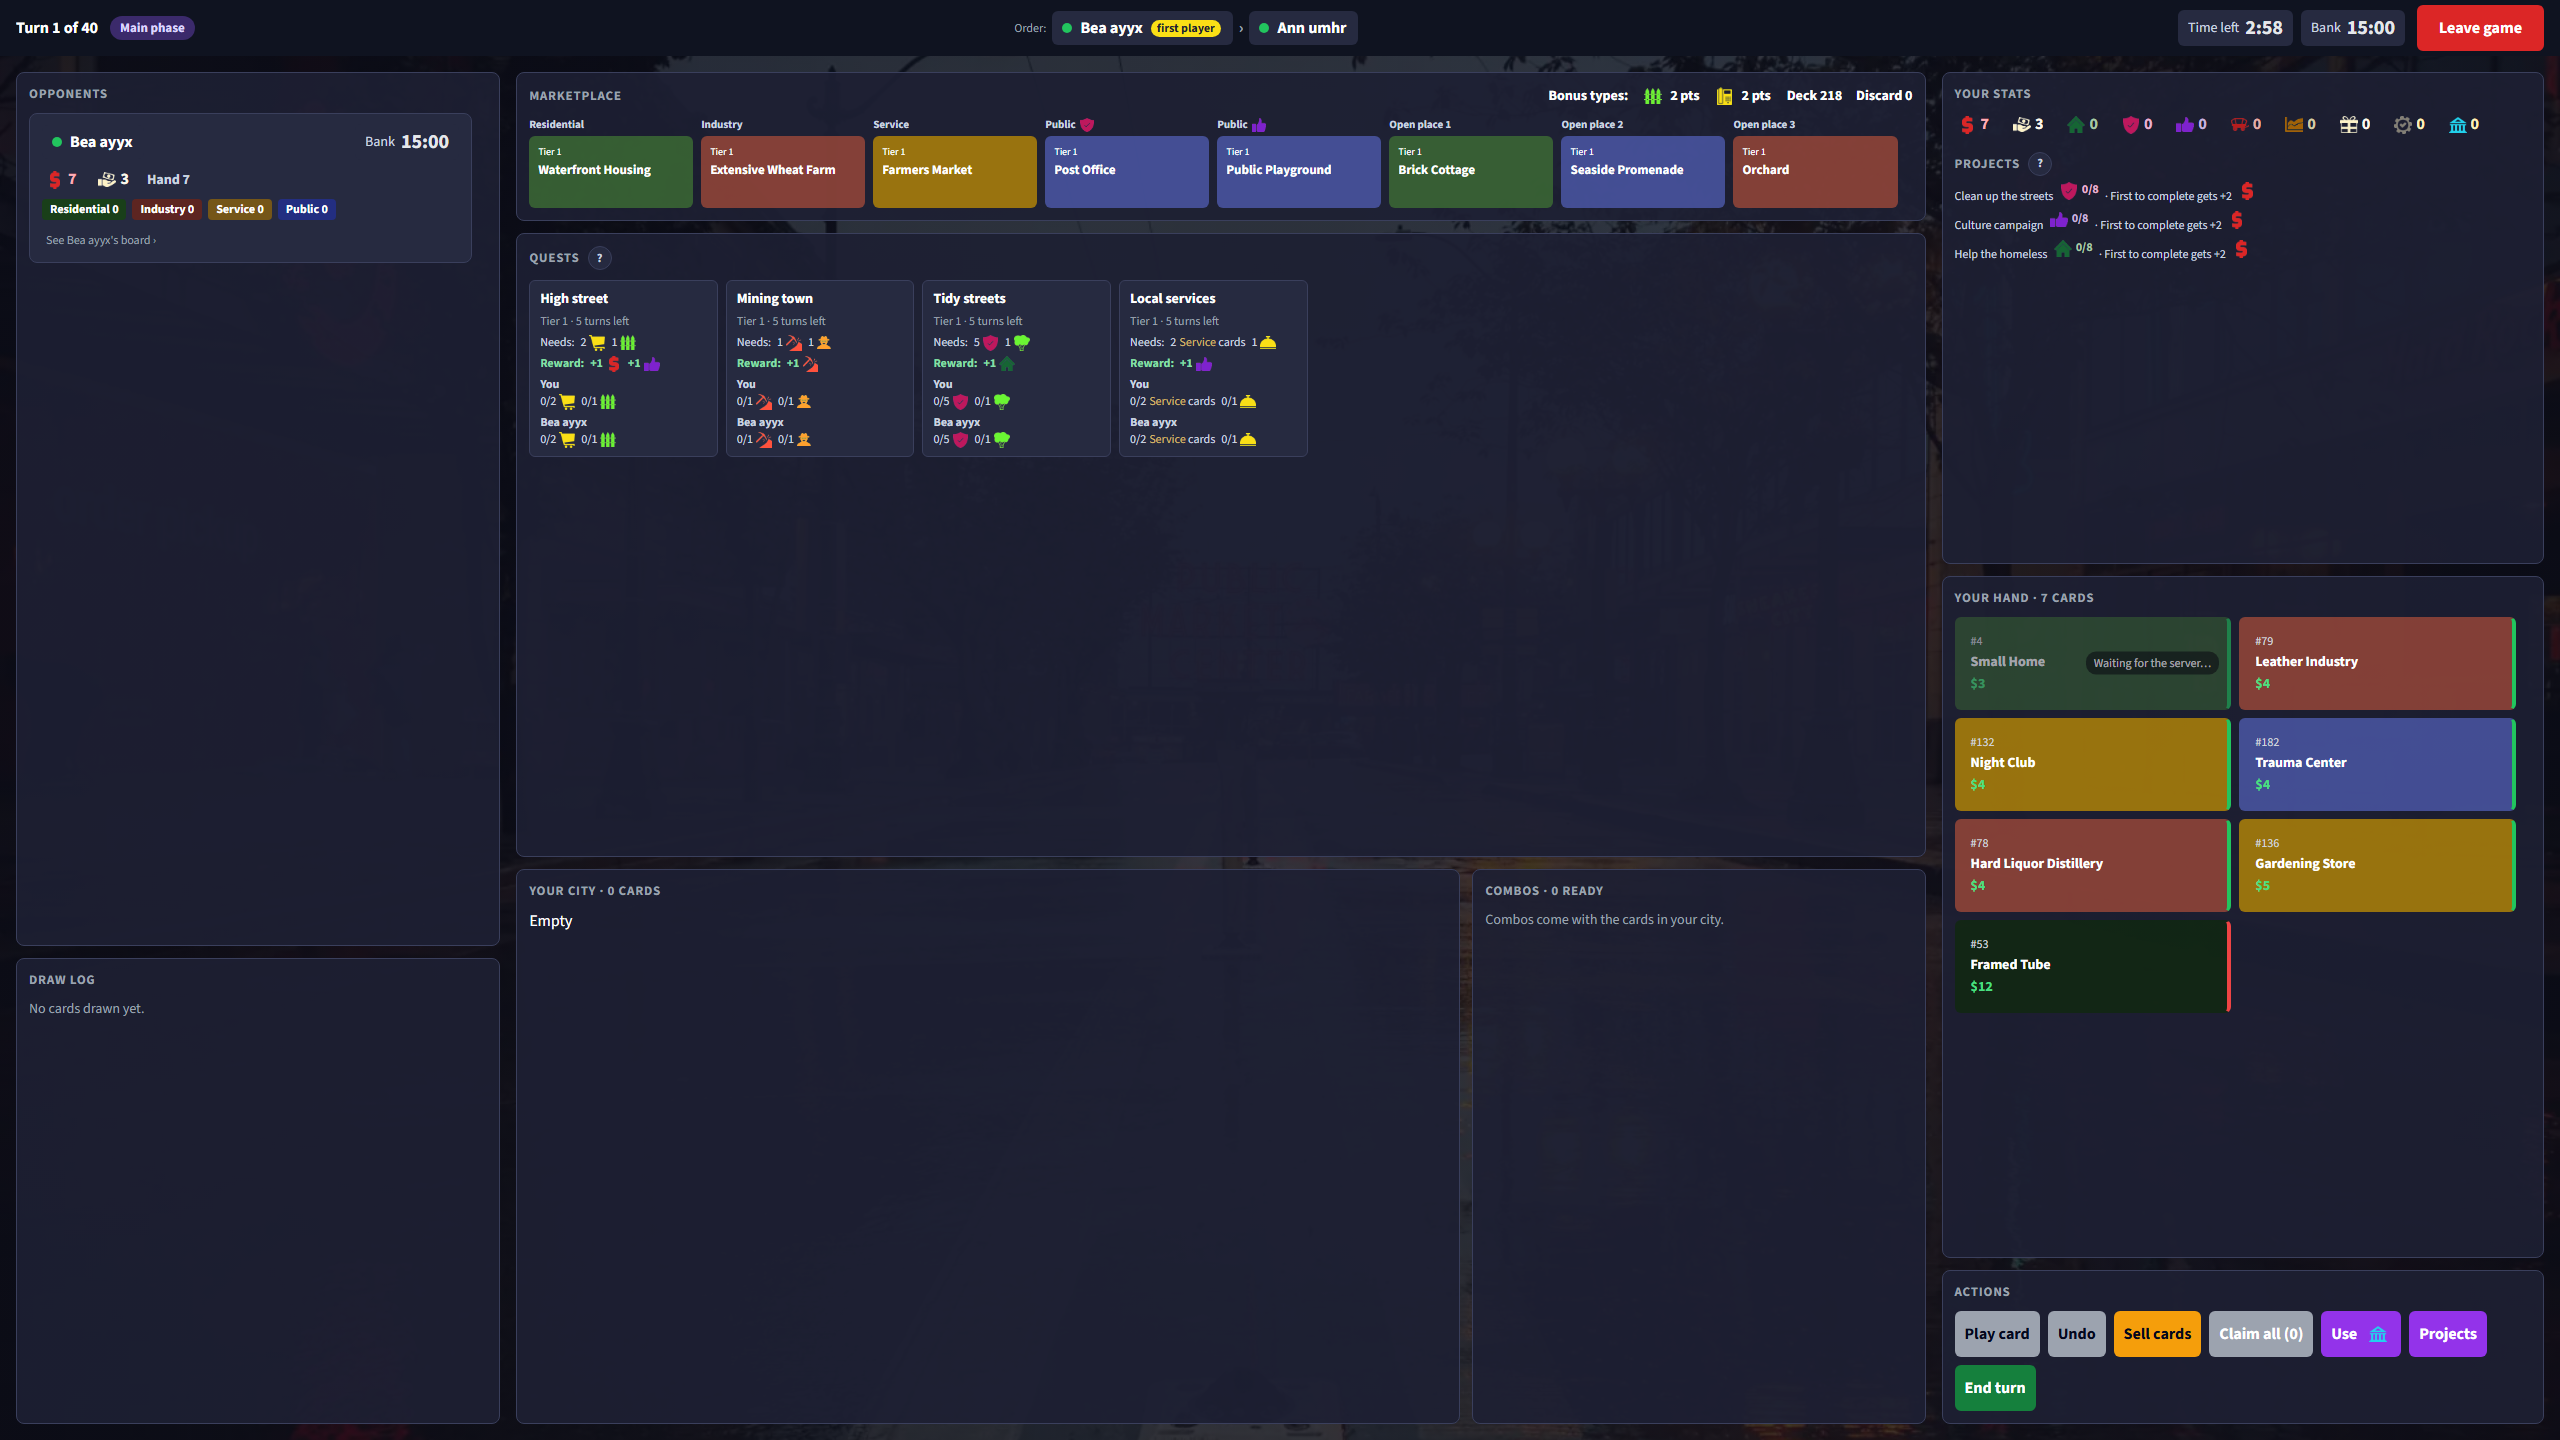 Turn 1 of 40 Main phase
Order: Bea ayyx first player › Ann umhr
Time left 2:58 Bank 15:00 Leave game
OPPONENTS
Bea ayyx Bank 15:00
7 3 Hand 7
Residential 0 Industry 0 Service 0 Public 0
See Bea ayyx's board ›
DRAW LOG
No cards drawn yet.
MARKETPLACE
Bonus types: 2 pts 2 pts Deck 218 Discard 0
Residential Industry Service Public Public Open place 1 Open place 2 Open place 3
Tier 1 Tier 1 Tier 1 Tier 1 Tier 1 Tier 1 Tier 1 Tier 1
Waterfront Housing Extensive Wheat Farm Farmers Market Post Office Public Playground Brick Cottage Seaside Promenade Orchard
QUESTS ?
High street
Tier 1 · 5 turns left
Needs: 2 1
Reward: +1 +1
You
0/2 0/1
Bea ayyx
0/2 0/1
Mining town
Tier 1 · 5 turns left
Needs: 1 1
Reward: +1
You
0/1 0/1
Bea ayyx
0/1 0/1
Tidy streets
Tier 1 · 5 turns left
Needs: 5 1
Reward: +1
You
0/5 0/1
Bea ayyx
0/5 0/1
Local services
Tier 1 · 5 turns left
Needs: 2 Service cards 1
Reward: +1
You
0/2 Service cards 0/1
Bea ayyx
0/2 Service cards 0/1
YOUR CITY · 0 CARDS
Empty
COMBOS · 0 READY
Combos come with the cards in your city.
YOUR STATS
7 3 0 0 0 0 0 0 0 0
PROJECTS ?
Clean up the streets 0/8 · First to complete gets +2
Culture campaign 0/8 · First to complete gets +2
Help the homeless 0/8 · First to complete gets +2
YOUR HAND · 7 CARDS
#4
Small Home
$3
Waiting for the server...
#79
Leather Industry
$4
#132
Night Club
$4
#182
Trauma Center
$4
#78
Hard Liquor Distillery
$4
#136
Gardening Store
$5
#53
Framed Tube
$12
ACTIONS
Play card Undo Sell cards Claim all (0) Use Projects
End turn